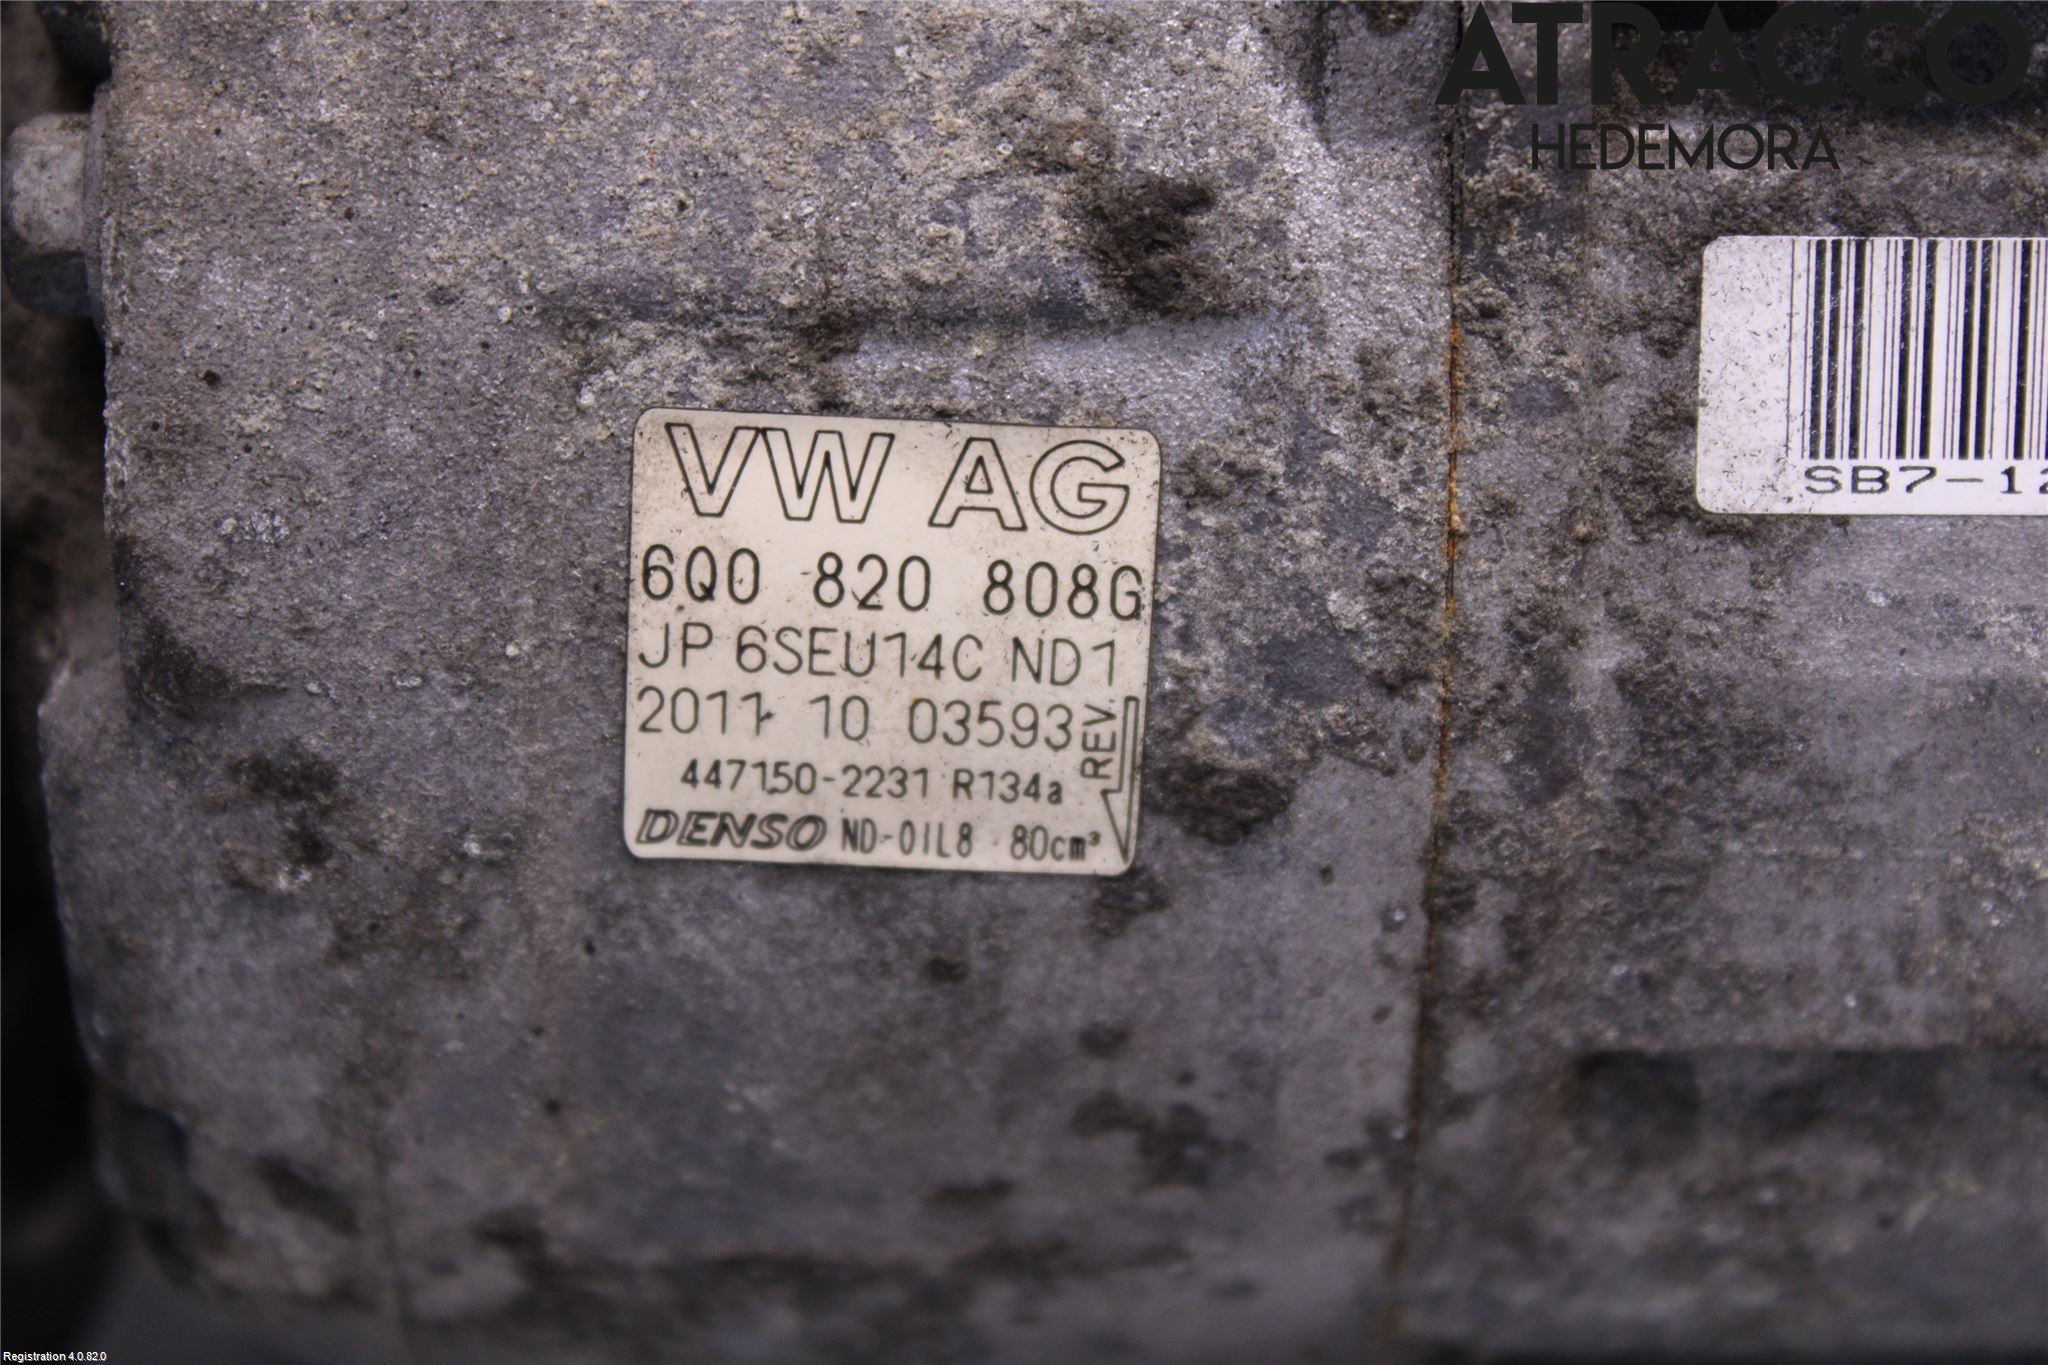 ATRACCO
HEDEMORA
SB7-12
VW AG
6Q0 820 808G
JP 6SEU14C ND1
2011 10 03593
REV.
447150-2231 R134a
DENSO ND-OIL8 80cm³
Registration 4.0.82.0